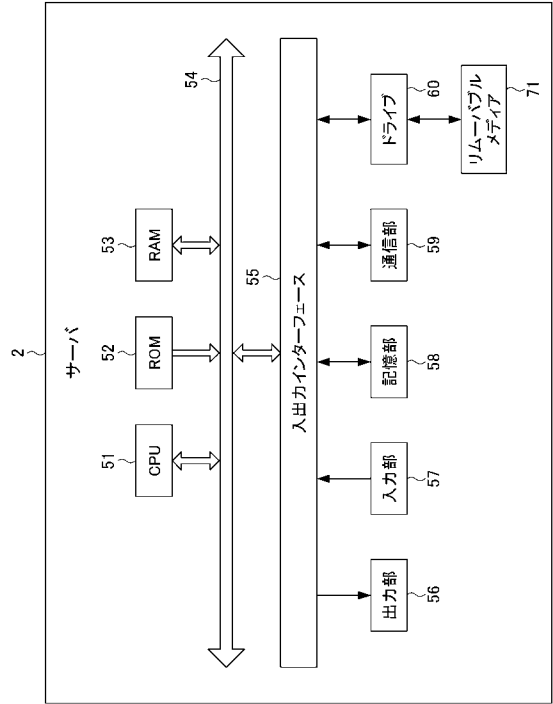 2
サーバ
51
52
53
CPU
ROM
RAM
54
55
入出力インターフェース
出力部
入力部
記憶部
通信部
ドライブ
56
57
58
59
60
リムーバブル
メディア
71